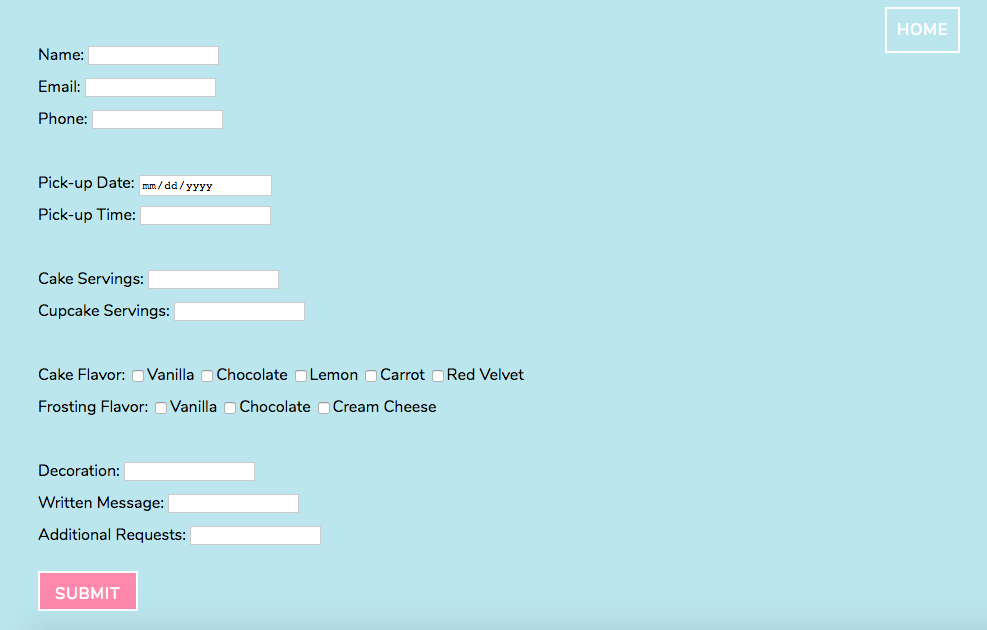 HOME
Name:
Email:
Phone:
Pick-up Date: mm/dd/yyyy
Pick-up Time:
Cake Servings:
Cupcake Servings:
Cake Flavor: Vanilla Chocolate Lemon Carrot Red Velvet
Frosting Flavor: Vanilla Chocolate Cream Cheese
Decoration:
Written Message:
Additional Requests:
SUBMIT